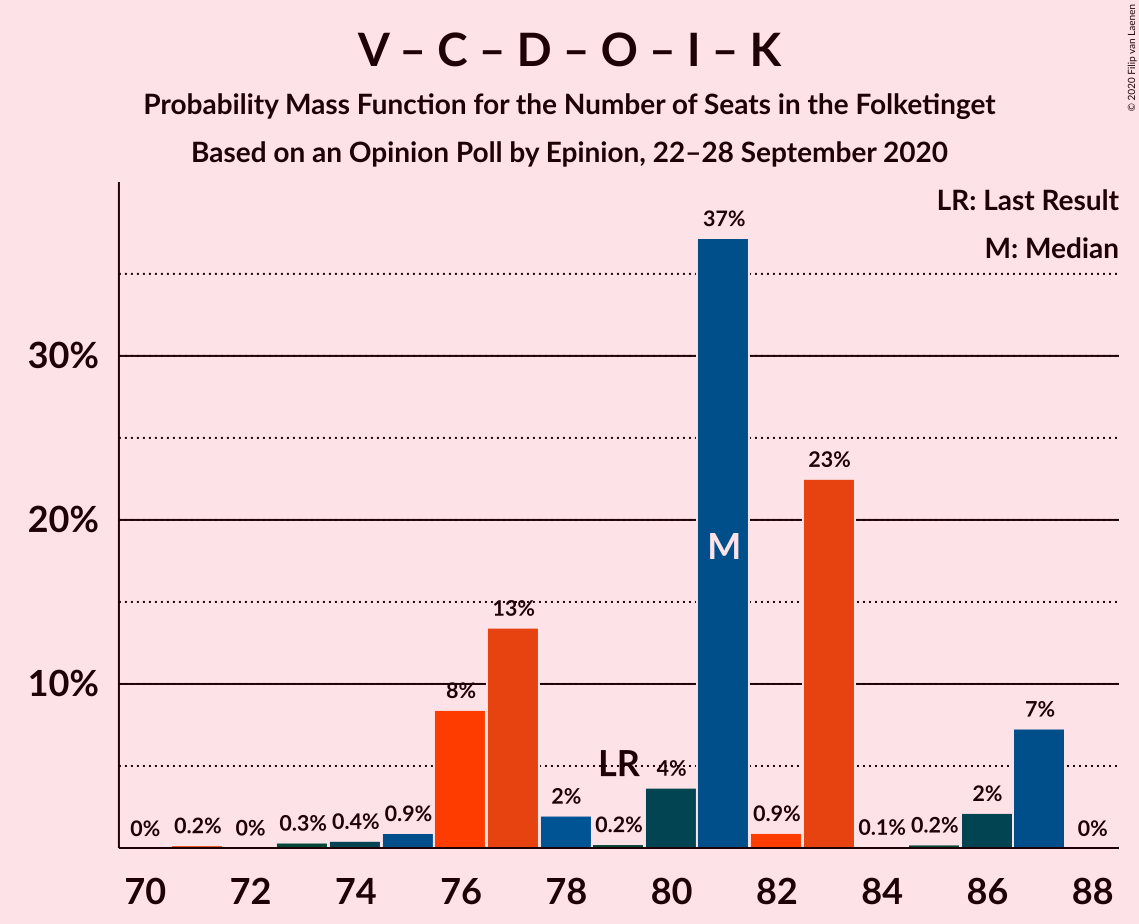 V – C – D – O – I – K
Probability Mass Function for the Number of Seats in the Folketinget
Based on an Opinion Poll by Epinion, 22–28 September 2020
© 2020 Filip van Laenen
LR: Last Result
M: Median
30%
20%
10%
0%
0.2%
0%
0.3%
0.4%
0.9%
8%
13%
2%
0.2%
LR
4%
37%
M
0.9%
23%
0.1%
0.2%
2%
7%
0%
70 72 74 76 78 80 82 84 86 88